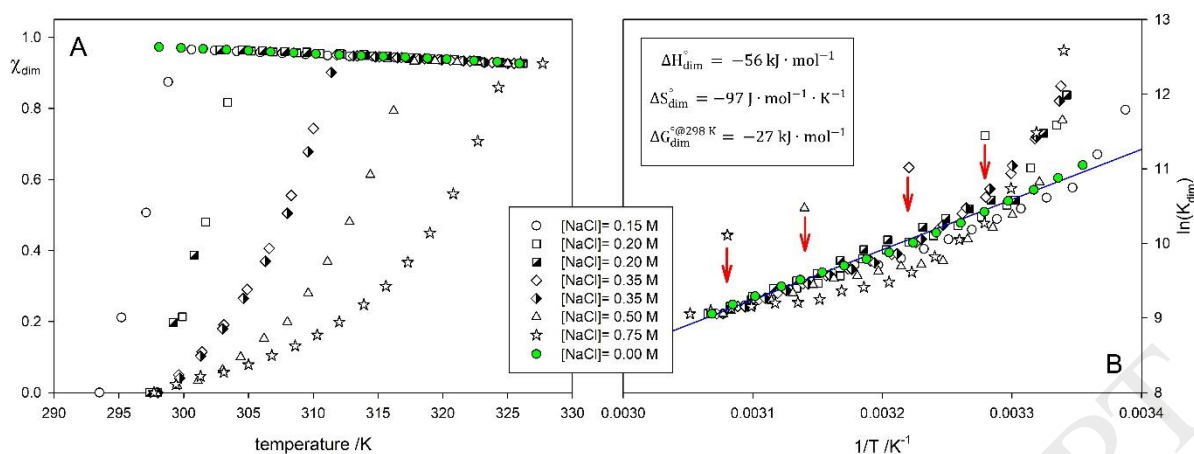 A
χdim
1.0
0.8
0.6
0.4
0.2
0.0
290 295 300 305 310 315 320 325 330
temperature /K
[NaCl]= 0.15 M
[NaCl]= 0.20 M
[NaCl]= 0.20 M
[NaCl]= 0.35 M
[NaCl]= 0.35 M
[NaCl]= 0.50 M
[NaCl]= 0.75 M
[NaCl]= 0.00 M
ΔH°dim = −56 kJ · mol−1
ΔS°dim = −97 J · mol−1 · K−1
ΔG°@298 K dim = −27 kJ · mol−1
13
12
11
10
9
8
ln(Kdim)
B
0.0030 0.0031 0.0032 0.0033 0.0034
1/T /K-1
PT